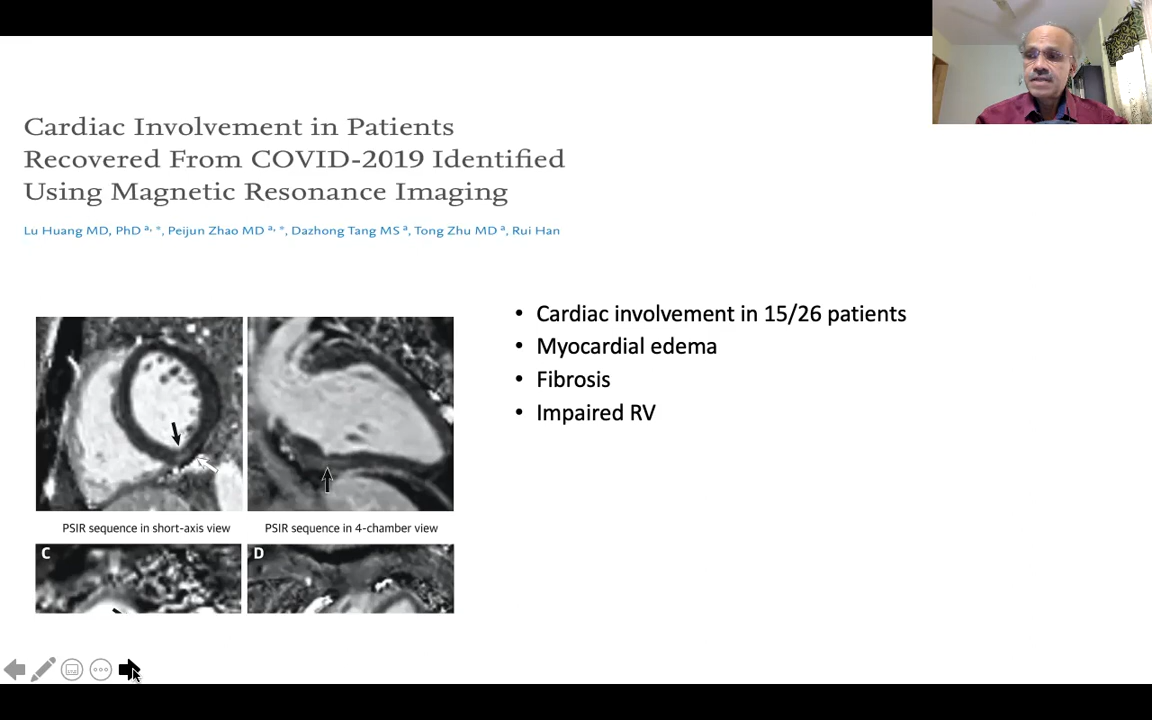 Cardiac Involvement in Patients
Recovered From COVID-2019 Identified
Using Magnetic Resonance Imaging
Lu Huang MD, PhD a, *, Peijun Zhao MD a, *, Dazhong Tang MS a, Tong Zhu MD a, Rui Han
• Cardiac involvement in 15/26 patients
• Myocardial edema
• Fibrosis
• Impaired RV
PSIR sequence in short-axis view
PSIR sequence in 4-chamber view
C
D